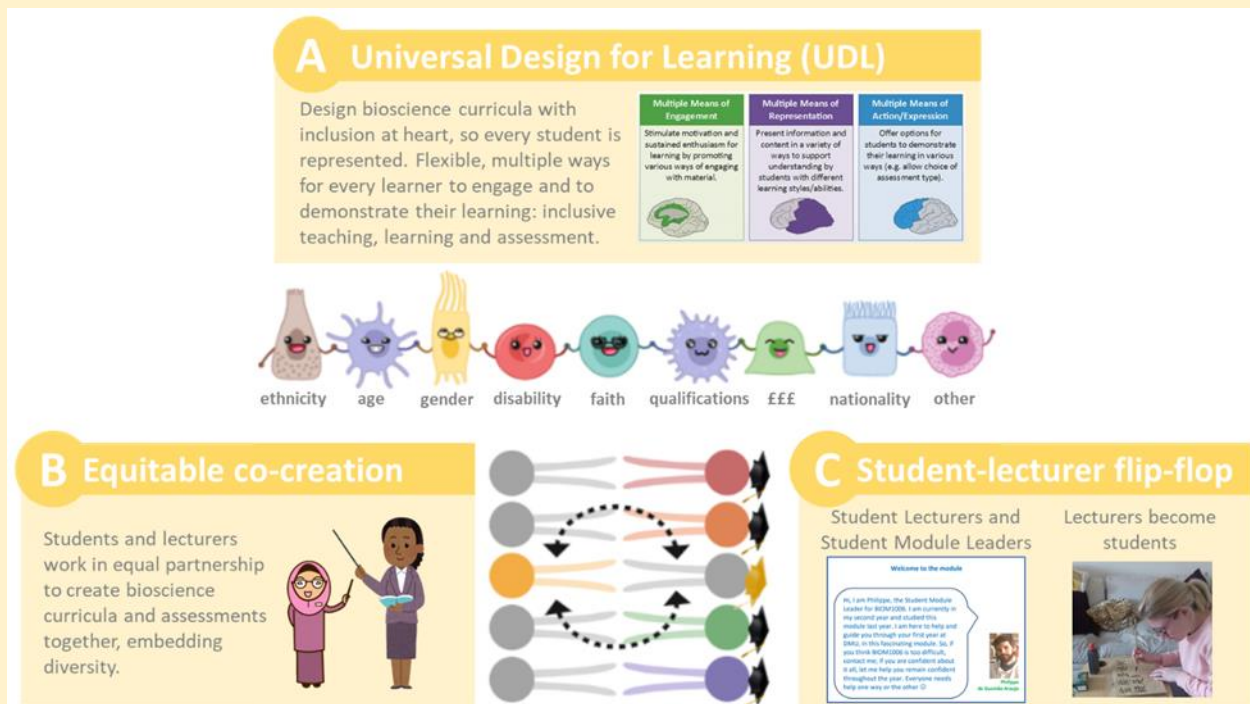 A Universal Design for Learning (UDL)
Design bioscience curricula with
inclusion at heart, so every student is
represented. Flexible, multiple ways
for every learner to engage and to
demonstrate their learning: inclusive
teaching, learning and assessment.
Multiple Means of
Engagement
Stimulate motivation and
sustained enthusiasm for
learning by promoting
various ways of engaging
with material.
Multiple Means of
Representation
Present information and
content in a variety of
ways to support
understanding by
students with different
learning styles/abilities.
Multiple Means of
Action/Expression
Offer options for
students to demonstrate
their learning in various
ways (e.g. allow choice of
assessment type).
ethnicity age gender disability faith qualifications £££ nationality other
B Equitable co-creation
Students and lecturers
work in equal partnership
to create bioscience
curricula and assessments
together, embedding
diversity.
C Student-lecturer flip-flop
Student Lecturers and
Student Module Leaders
Welcome to the module
Hi, I am Philippe, the Student Module
Leader for BIOM1006. I am currently in
my second year and studied this
module last year. I am here to help and
guide you through your first year at
DMU, in this fascinating module. So, if
you think BIOM1006 is too difficult,
contact me; if you are confident about
it all, let me help you remain confident
throughout the year. Everyone needs
help one way or the other ☺
Philippe
Lecturers become
students